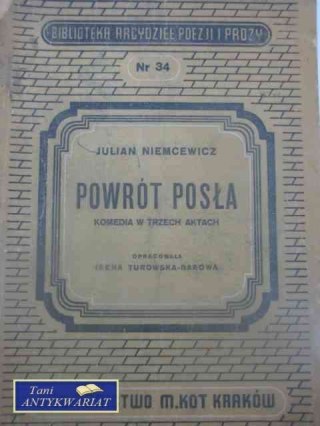 BIBLIOTEKA ARCYDZIEŁ POEZJI I PROZY
Nr 34
JULIAN NIEMCEWICZ
POWRÓT POSŁA
KOMEDIA W TRZECH AKTACH
OPRACOWAŁA
IRENA TUROWSKA-BAROWA
TWO M.KOT KRAKÓW
Tani
ANTYKWARIAT